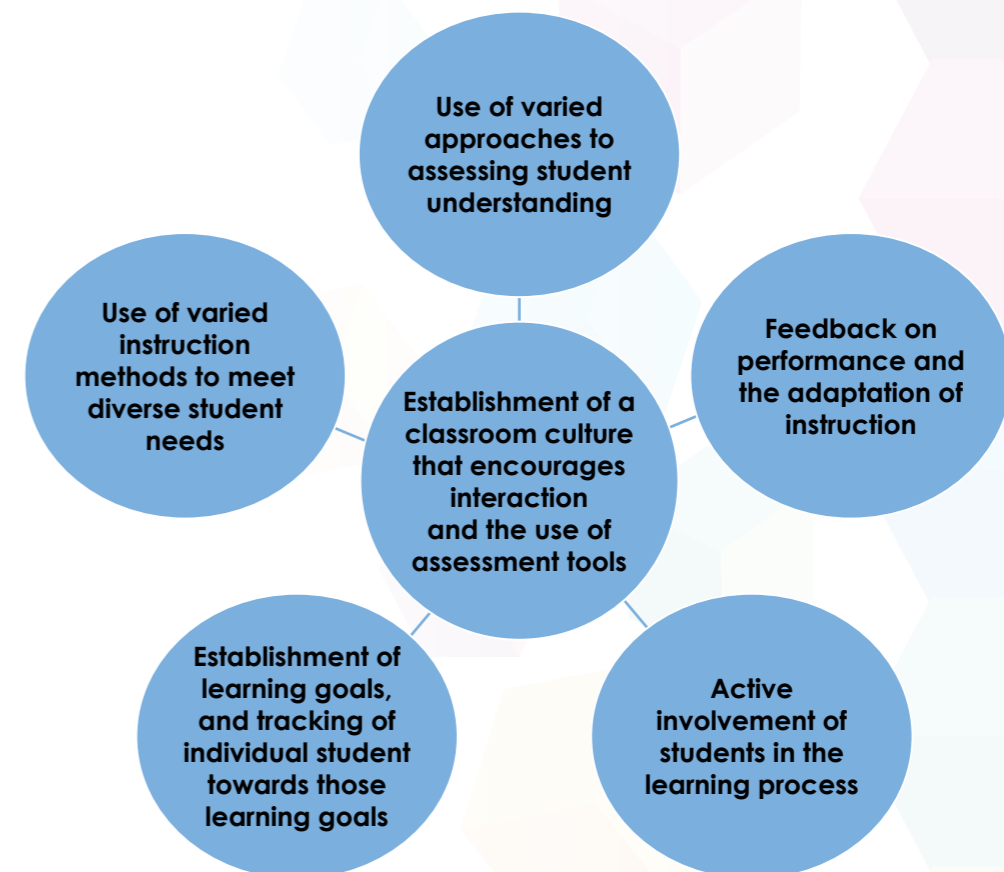 Use of varied
approaches to
assessing student
understanding
Feedback on
performance and
the adaptation of
instruction
Active
involvement of
students in the
learning process
Establishment of
learning goals,
and tracking of
individual student
towards those
learning goals
Use of varied
instruction
methods to meet
diverse student
needs
Establishment of a
classroom culture
that encourages
interaction
and the use of
assessment tools